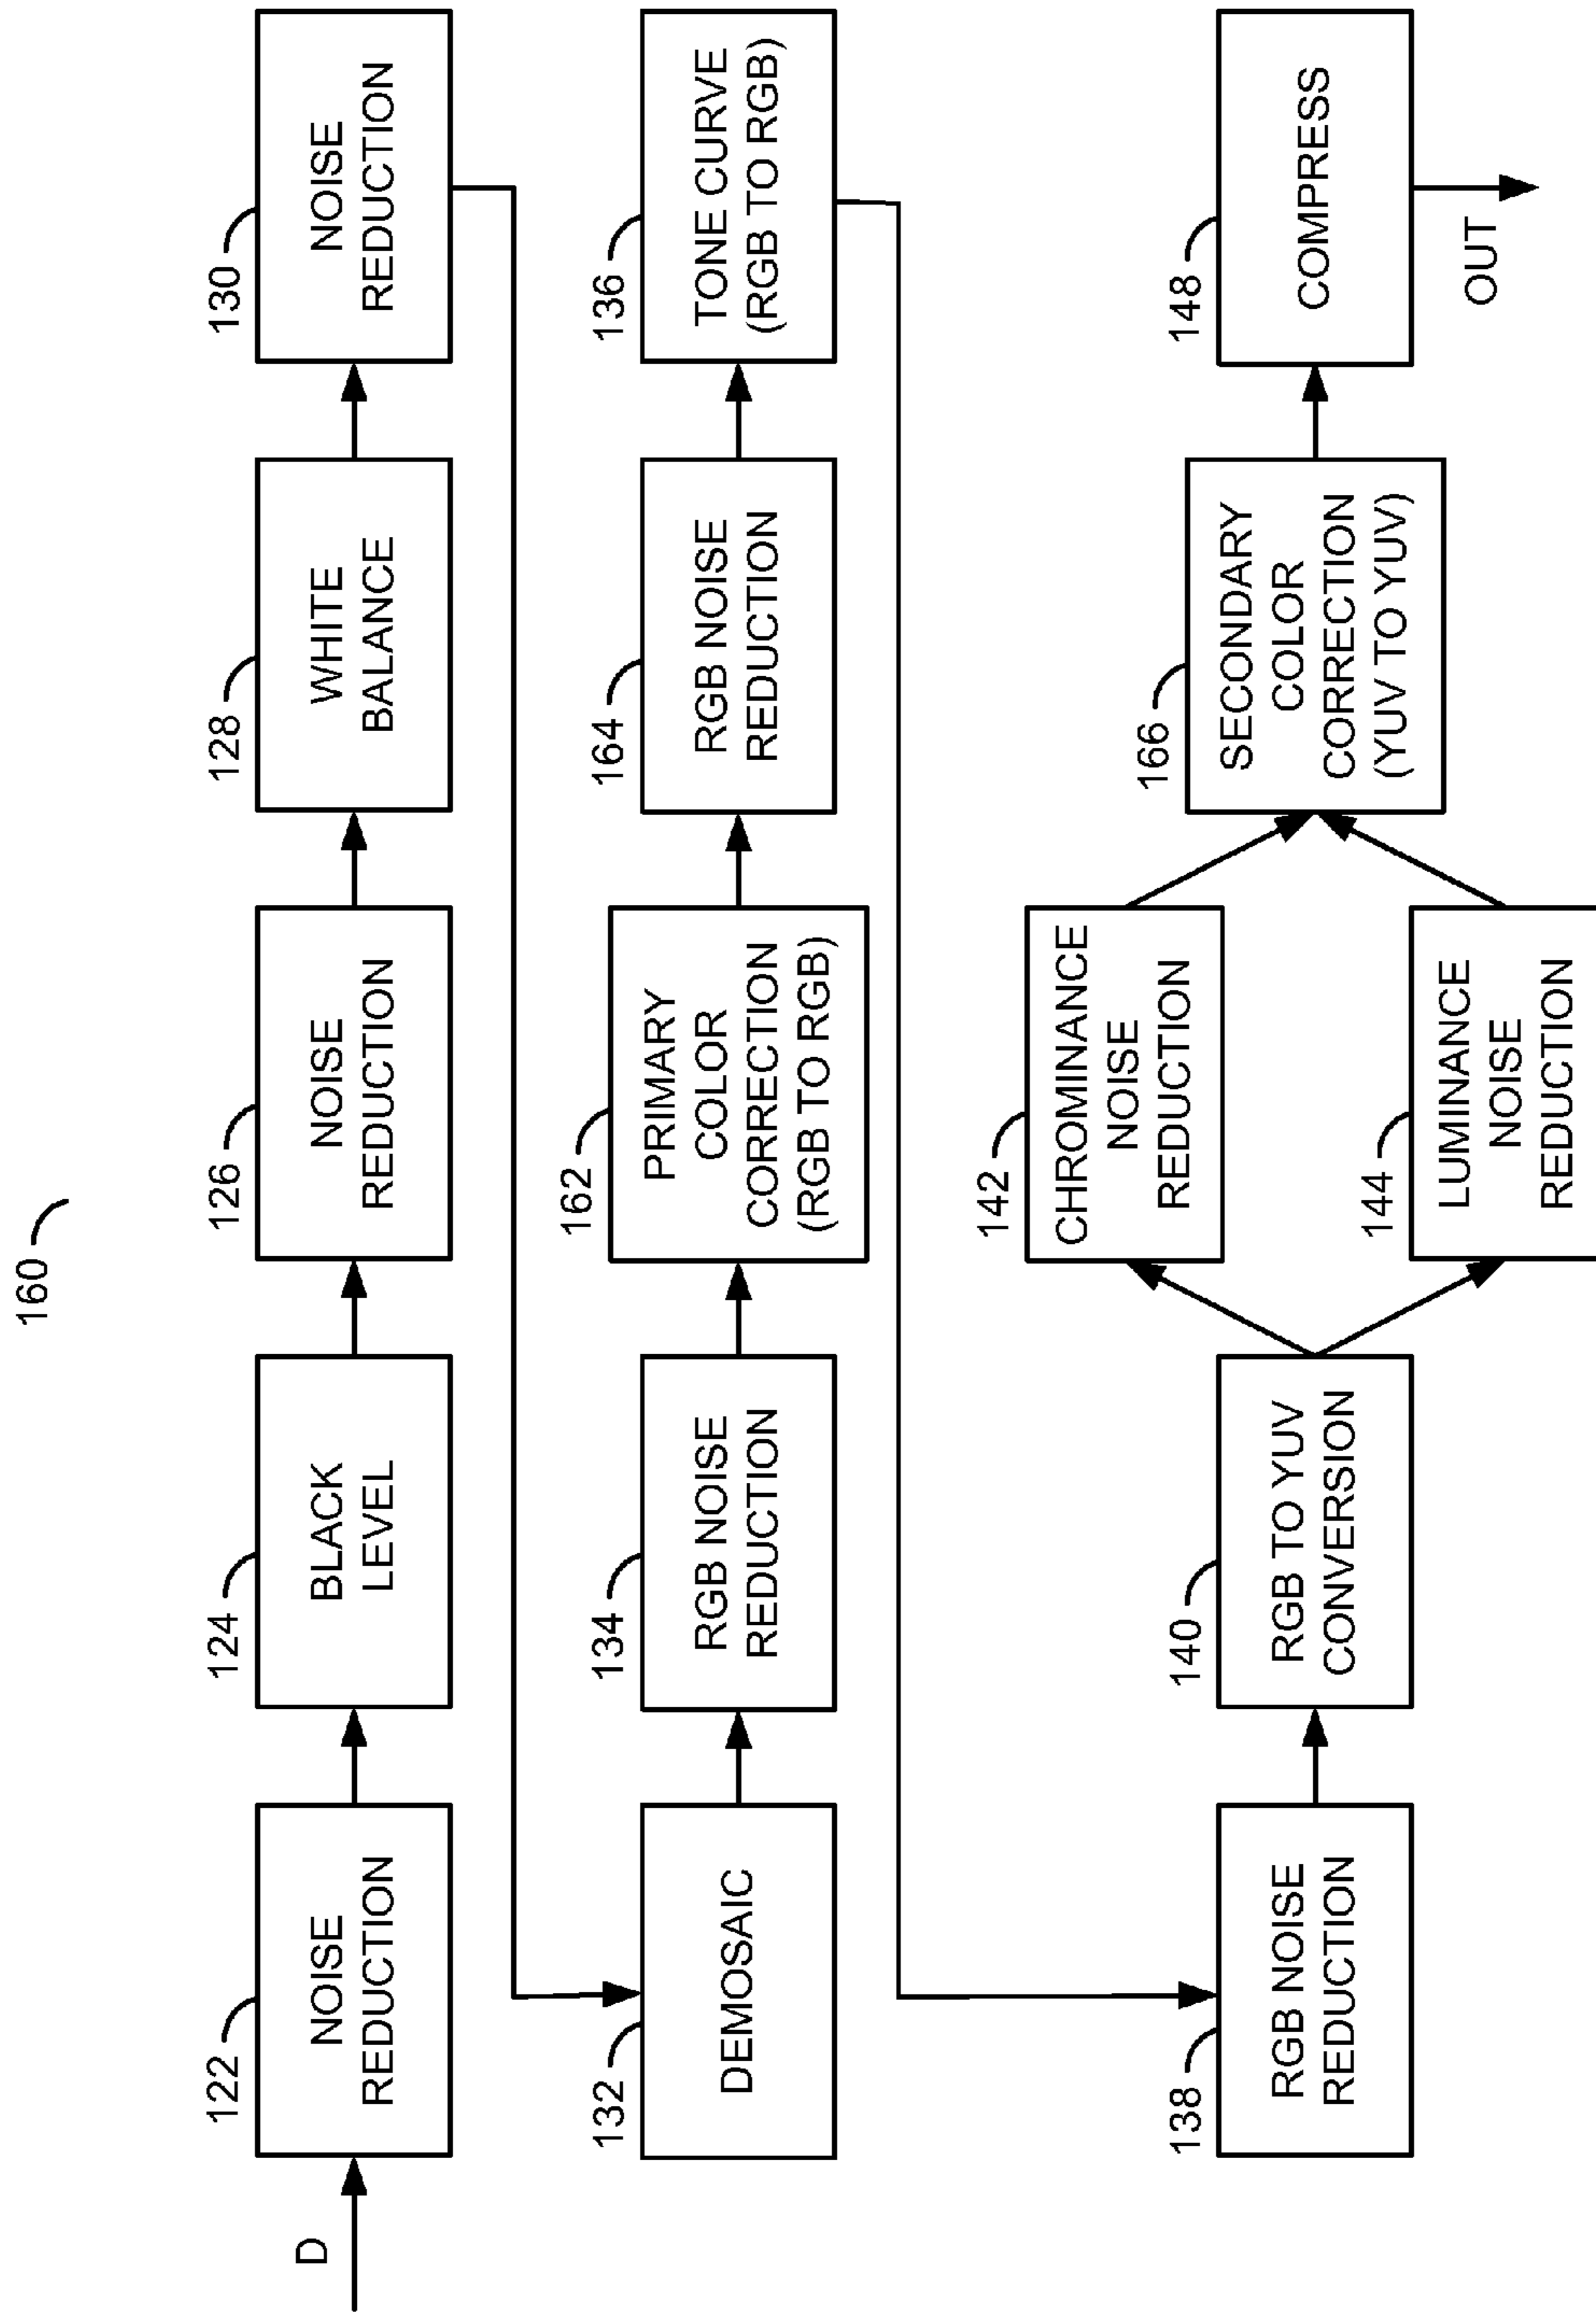 160
122
NOISE
REDUCTION
124
BLACK
LEVEL
126
NOISE
REDUCTION
128
WHITE
BALANCE
130
NOISE
REDUCTION
D
132
DEMOSAIC
134
RGB NOISE
REDUCTION
162
PRIMARY
COLOR
CORRECTION
(RGB TO RGB)
164
RGB NOISE
REDUCTION
136
TONE CURVE
(RGB TO RGB)
138
RGB NOISE
REDUCTION
140
RGB TO YUV
CONVERSION
142
CHROMINANCE
NOISE
REDUCTION
144
LUMINANCE
NOISE
REDUCTION
166
SECONDARY
COLOR
CORRECTION
(YUV TO YUV)
148
COMPRESS
OUT